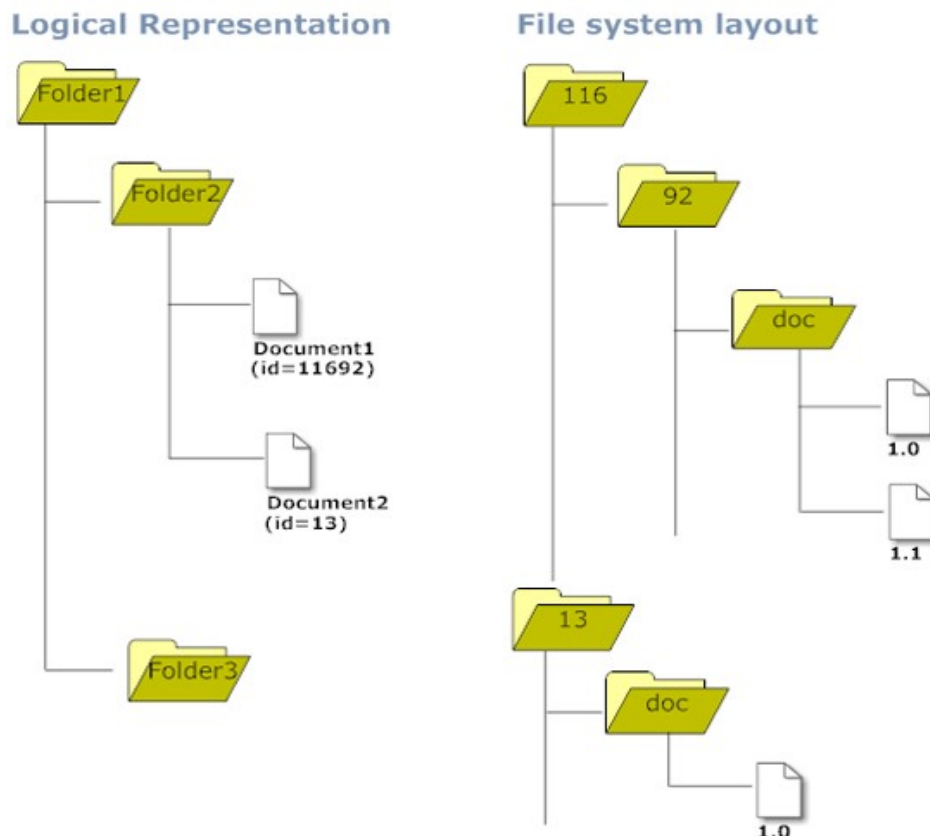 Logical Representation
Folder1
Folder2
Document1
(id=11692)
Document2
(id=13)
Folder3
File system layout
116
92
doc
1.0
1.1
13
doc
1.0